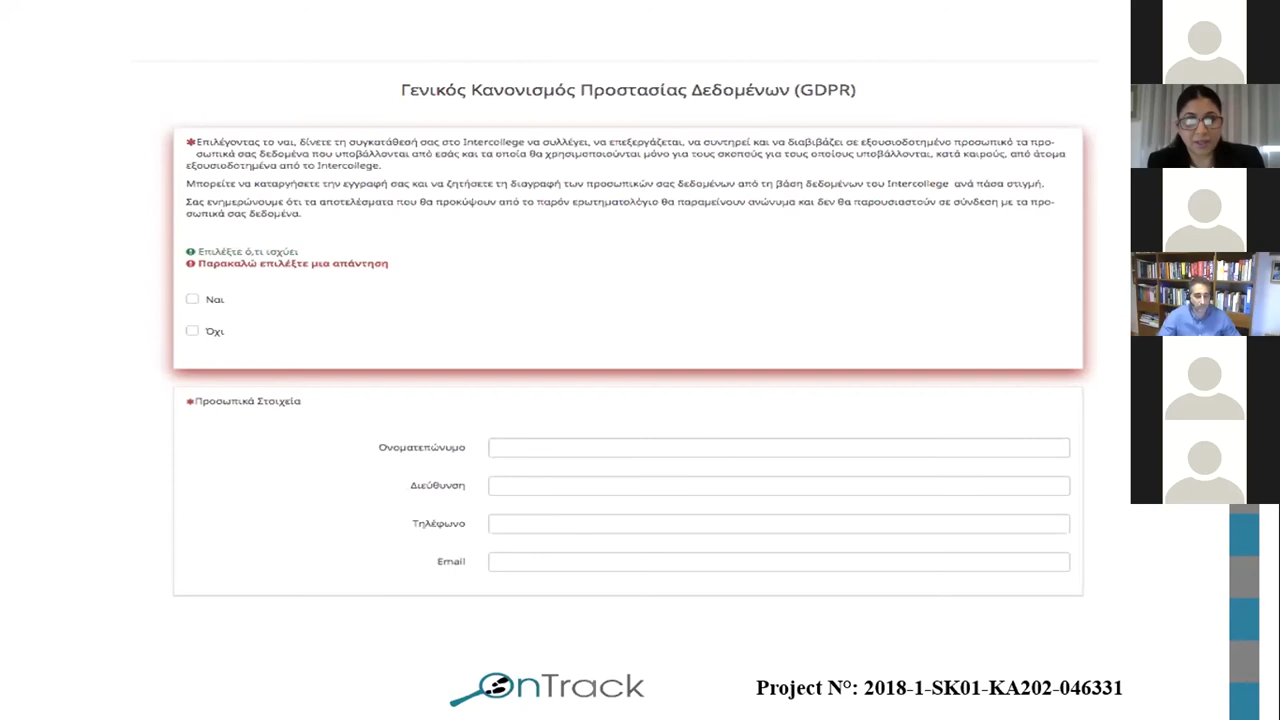 Γενικός Κανονισμός Προστασίας Δεδομένων (GDPR)
✱Επιλέγοντας το ναι, δίνετε τη συγκατάθεσή σας στο Intercollege να συλλέγει, να επεξεργάζεται, να συντηρεί και να διαβιβάζει σε εξουσιοδοτημένο προσωπικό τα προ-
σωπικά σας δεδομένα που υποβάλλονται από εσάς και τα οποία θα χρησιμοποιούνται μόνο για τους σκοπούς για τους οποίους υποβάλλονται, κατά καιρούς, από άτομα
εξουσιοδοτημένα από το Intercollege.
Μπορείτε να καταργήσετε την εγγραφή σας και να ζητήσετε τη διαγραφή των προσωπικών σας δεδομένων από τη βάση δεδομένων του Intercollege ανά πάσα στιγμή.
Σας ενημερώνουμε ότι τα αποτελέσματα που θα προκύψουν από το παρόν ερωτηματολόγιο θα παραμείνουν ανώνυμα και δεν θα παρουσιαστούν σε σύνδεση με τα προ-
σωπικά σας δεδομένα.
Επιλέξτε ό,τι ισχύει
Παρακαλώ επιλέξτε μια απάντηση
Ναι
Όχι
✱Προσωπικά Στοιχεία
Ονοματεπώνυμο
Διεύθυνση
Τηλέφωνο
Email
OnTrack
Project N°: 2018-1-SK01-KA202-046331